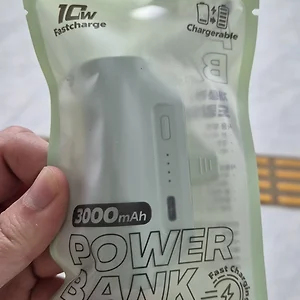 10W
Fastcharge
Chargerable
3000mAh
POWER
BANK
Fast Charging